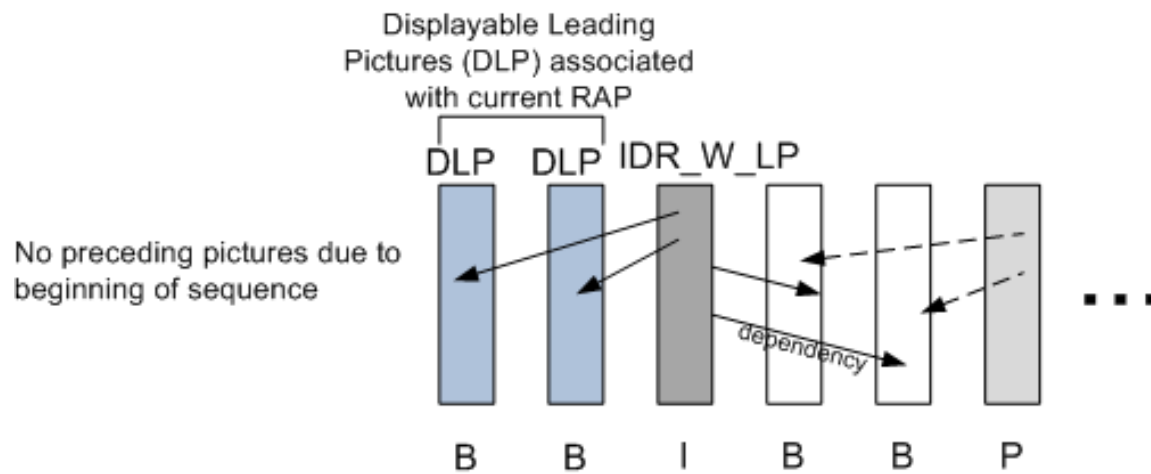 Displayable Leading
Pictures (DLP) associated
with current RAP
DLP DLP IDR_W_LP
No preceding pictures due to
beginning of sequence
dependency
...
B B I B B P